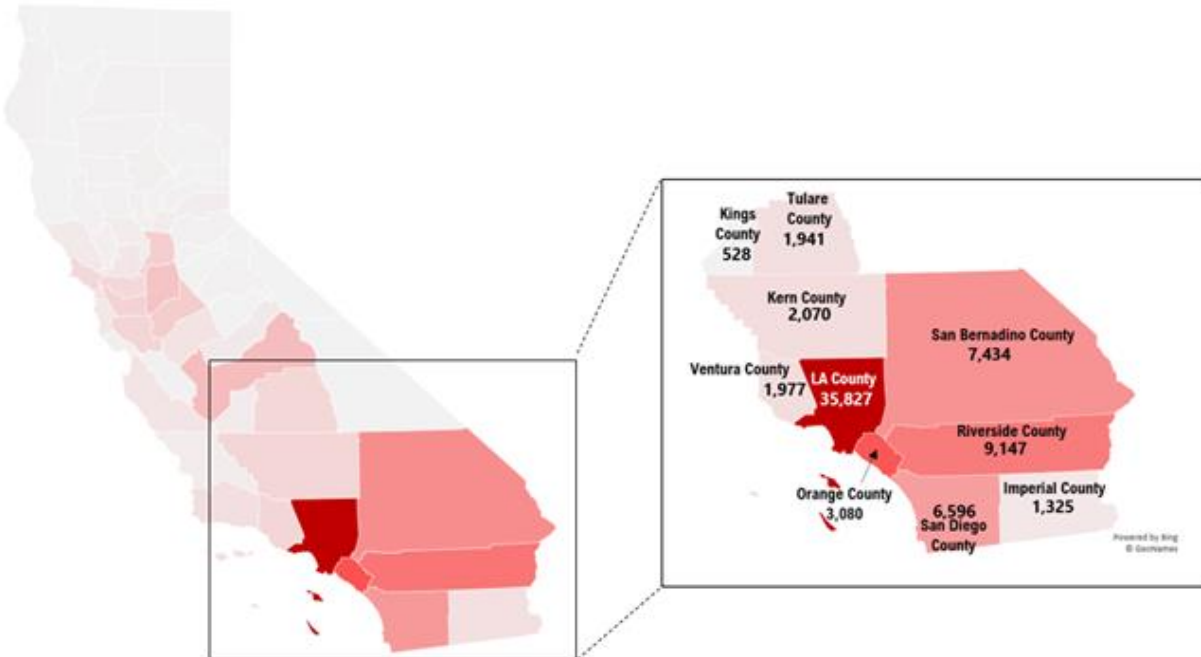 Tulare
County
1,941
Kings
County
528
Kern County
2,070
San Bernadino County
7,434
Ventura County
1,977
LA County
35,827
Riverside County
9,147
Orange County
3,080
Imperial County
1,325
6,596
San Diego
County
Powered by Bing
© GeoNames